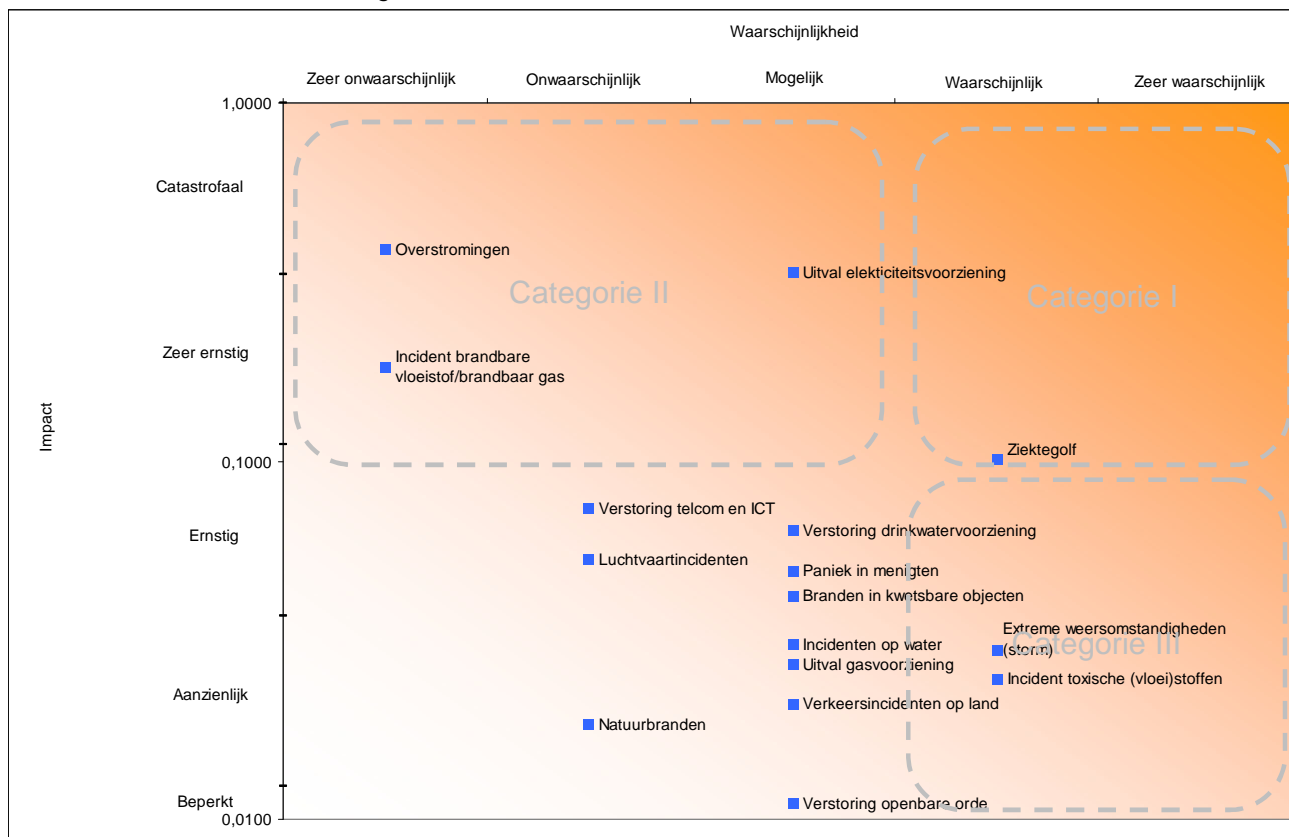 Waarschijnlijkheid
Zeer onwaarschijnlijk Onwaarschijnlijk Mogelijk Waarschijnlijk Zeer waarschijnlijk
1,0000
Catastrofaal
Overstromingen
Uitval elekticiteitsvoorziening
Categorie II
Categorie I
Zeer ernstig
Incident brandbare
vloeistof/brandbaar gas
Impact
Ziektegolf
0,1000
Verstoring telcom en ICT
Ernstig
Verstoring drinkwatervoorziening
Luchtvaartincidenten
Paniek in menigten
Branden in kwetsbare objecten
Extreme weersomstandigheden
(storm)
Categorie III
Incidenten op water
Uitval gasvoorziening
Incident toxische (vloei)stoffen
Aanzienlijk
Verkeersincidenten op land
Natuurbranden
Beperkt
Verstoring openbare orde
0,0100